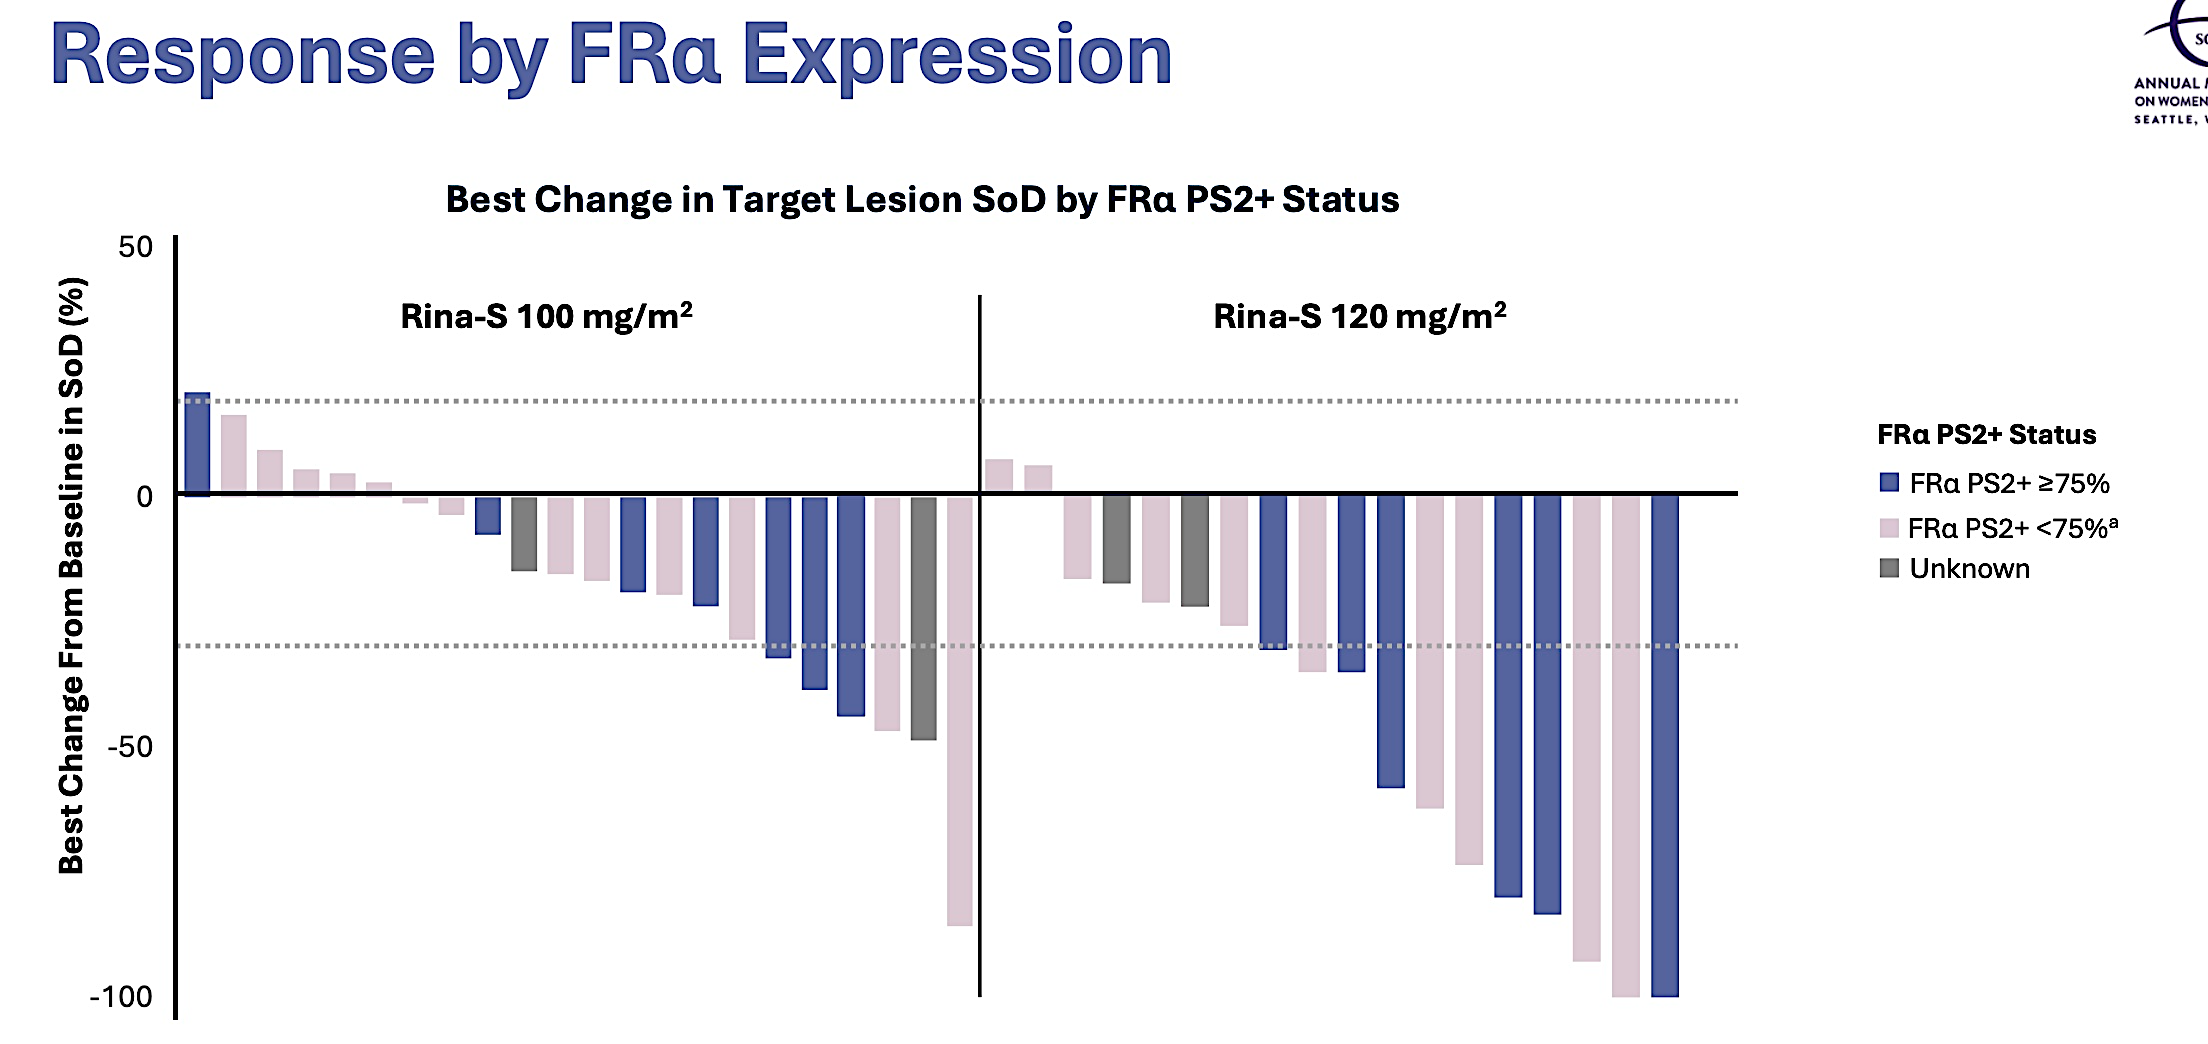 Response by FRα Expression
SO
ANNUAL
ON WOMEN
SEATTLE,
Best Change in Target Lesion SoD by FRα PS2+ Status
Best Change From Baseline in SoD (%)
50
0
-50
-100
Rina-S 100 mg/m²
Rina-S 120 mg/m²
FRα PS2+ Status
FRα PS2+ ≥75%
FRα PS2+ <75%ᵃ
Unknown